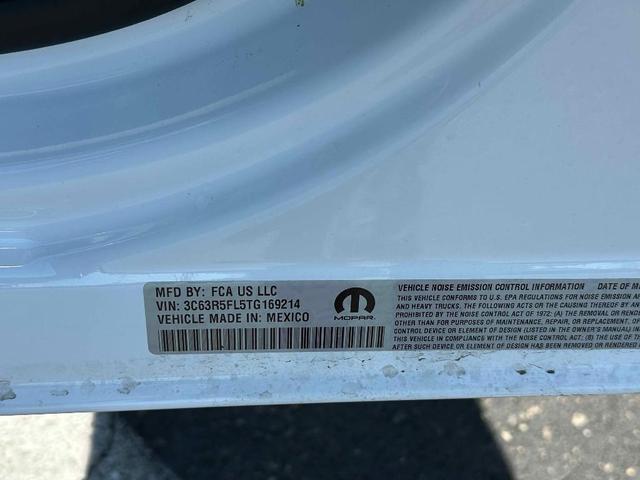 MFD BY: FCA US LLC
VIN: 3C63R5FL5TG169214
VEHICLE MADE IN: MEXICO
MOPAR
VEHICLE NOISE EMISSION CONTROL INFORMATION DATE OF
THIS VEHICLE CONFORMS TO U.S. EPA REGULATIONS FOR NOISE EMISSION
AND HEAVY TRUCKS. THE FOLLOWING ACTS OR THE CAUSING THEREOF BY
PROHIBITED BY THE NOISE CONTROL ACT OF 1972: (A) THE REMOVAL OR REND
OTHER THAN FOR PURPOSES OF MAINTENANCE, REPAIR, OR REPLACEMENT, OF
CONTROL DEVICE OR ELEMENT OF DESIGN (LISTED IN THE OWNER'S MANUAL)
THIS VEHICLE IN COMPLIANCE WITH THE NOISE CONTROL ACT; (B) THE USE OF THE
AFTER SUCH DEVICE OR ELEMENT OF DESIGN HAS BEEN REMOVED OR RENDERED